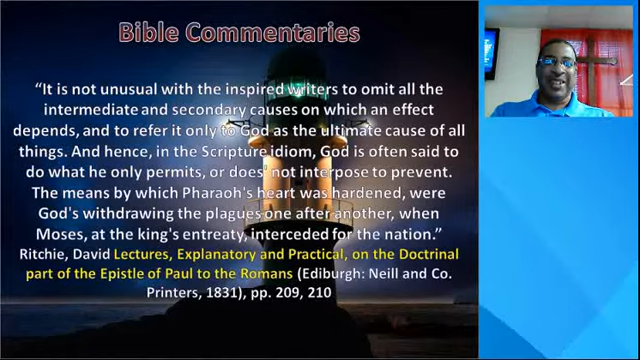 Bible Commentaries
“It is not unusual with the inspired writers to omit all the
intermediate and secondary causes on which an effect
depends, and to refer it only to God as the ultimate cause of all
things. And hence, in the Scripture idiom, God is often said to
do what he only permits, or does not interpose to prevent.
The means by which Pharaoh's heart was hardened, were
God's withdrawing the plagues one after another, when
Moses, at the king's entreaty, interceded for the nation.”
Ritchie, David Lectures, Explanatory and Practical, on the Doctrinal
part of the Epistle of Paul to the Romans (Ediburgh: Neill and Co.
Printers, 1831), pp. 209, 210